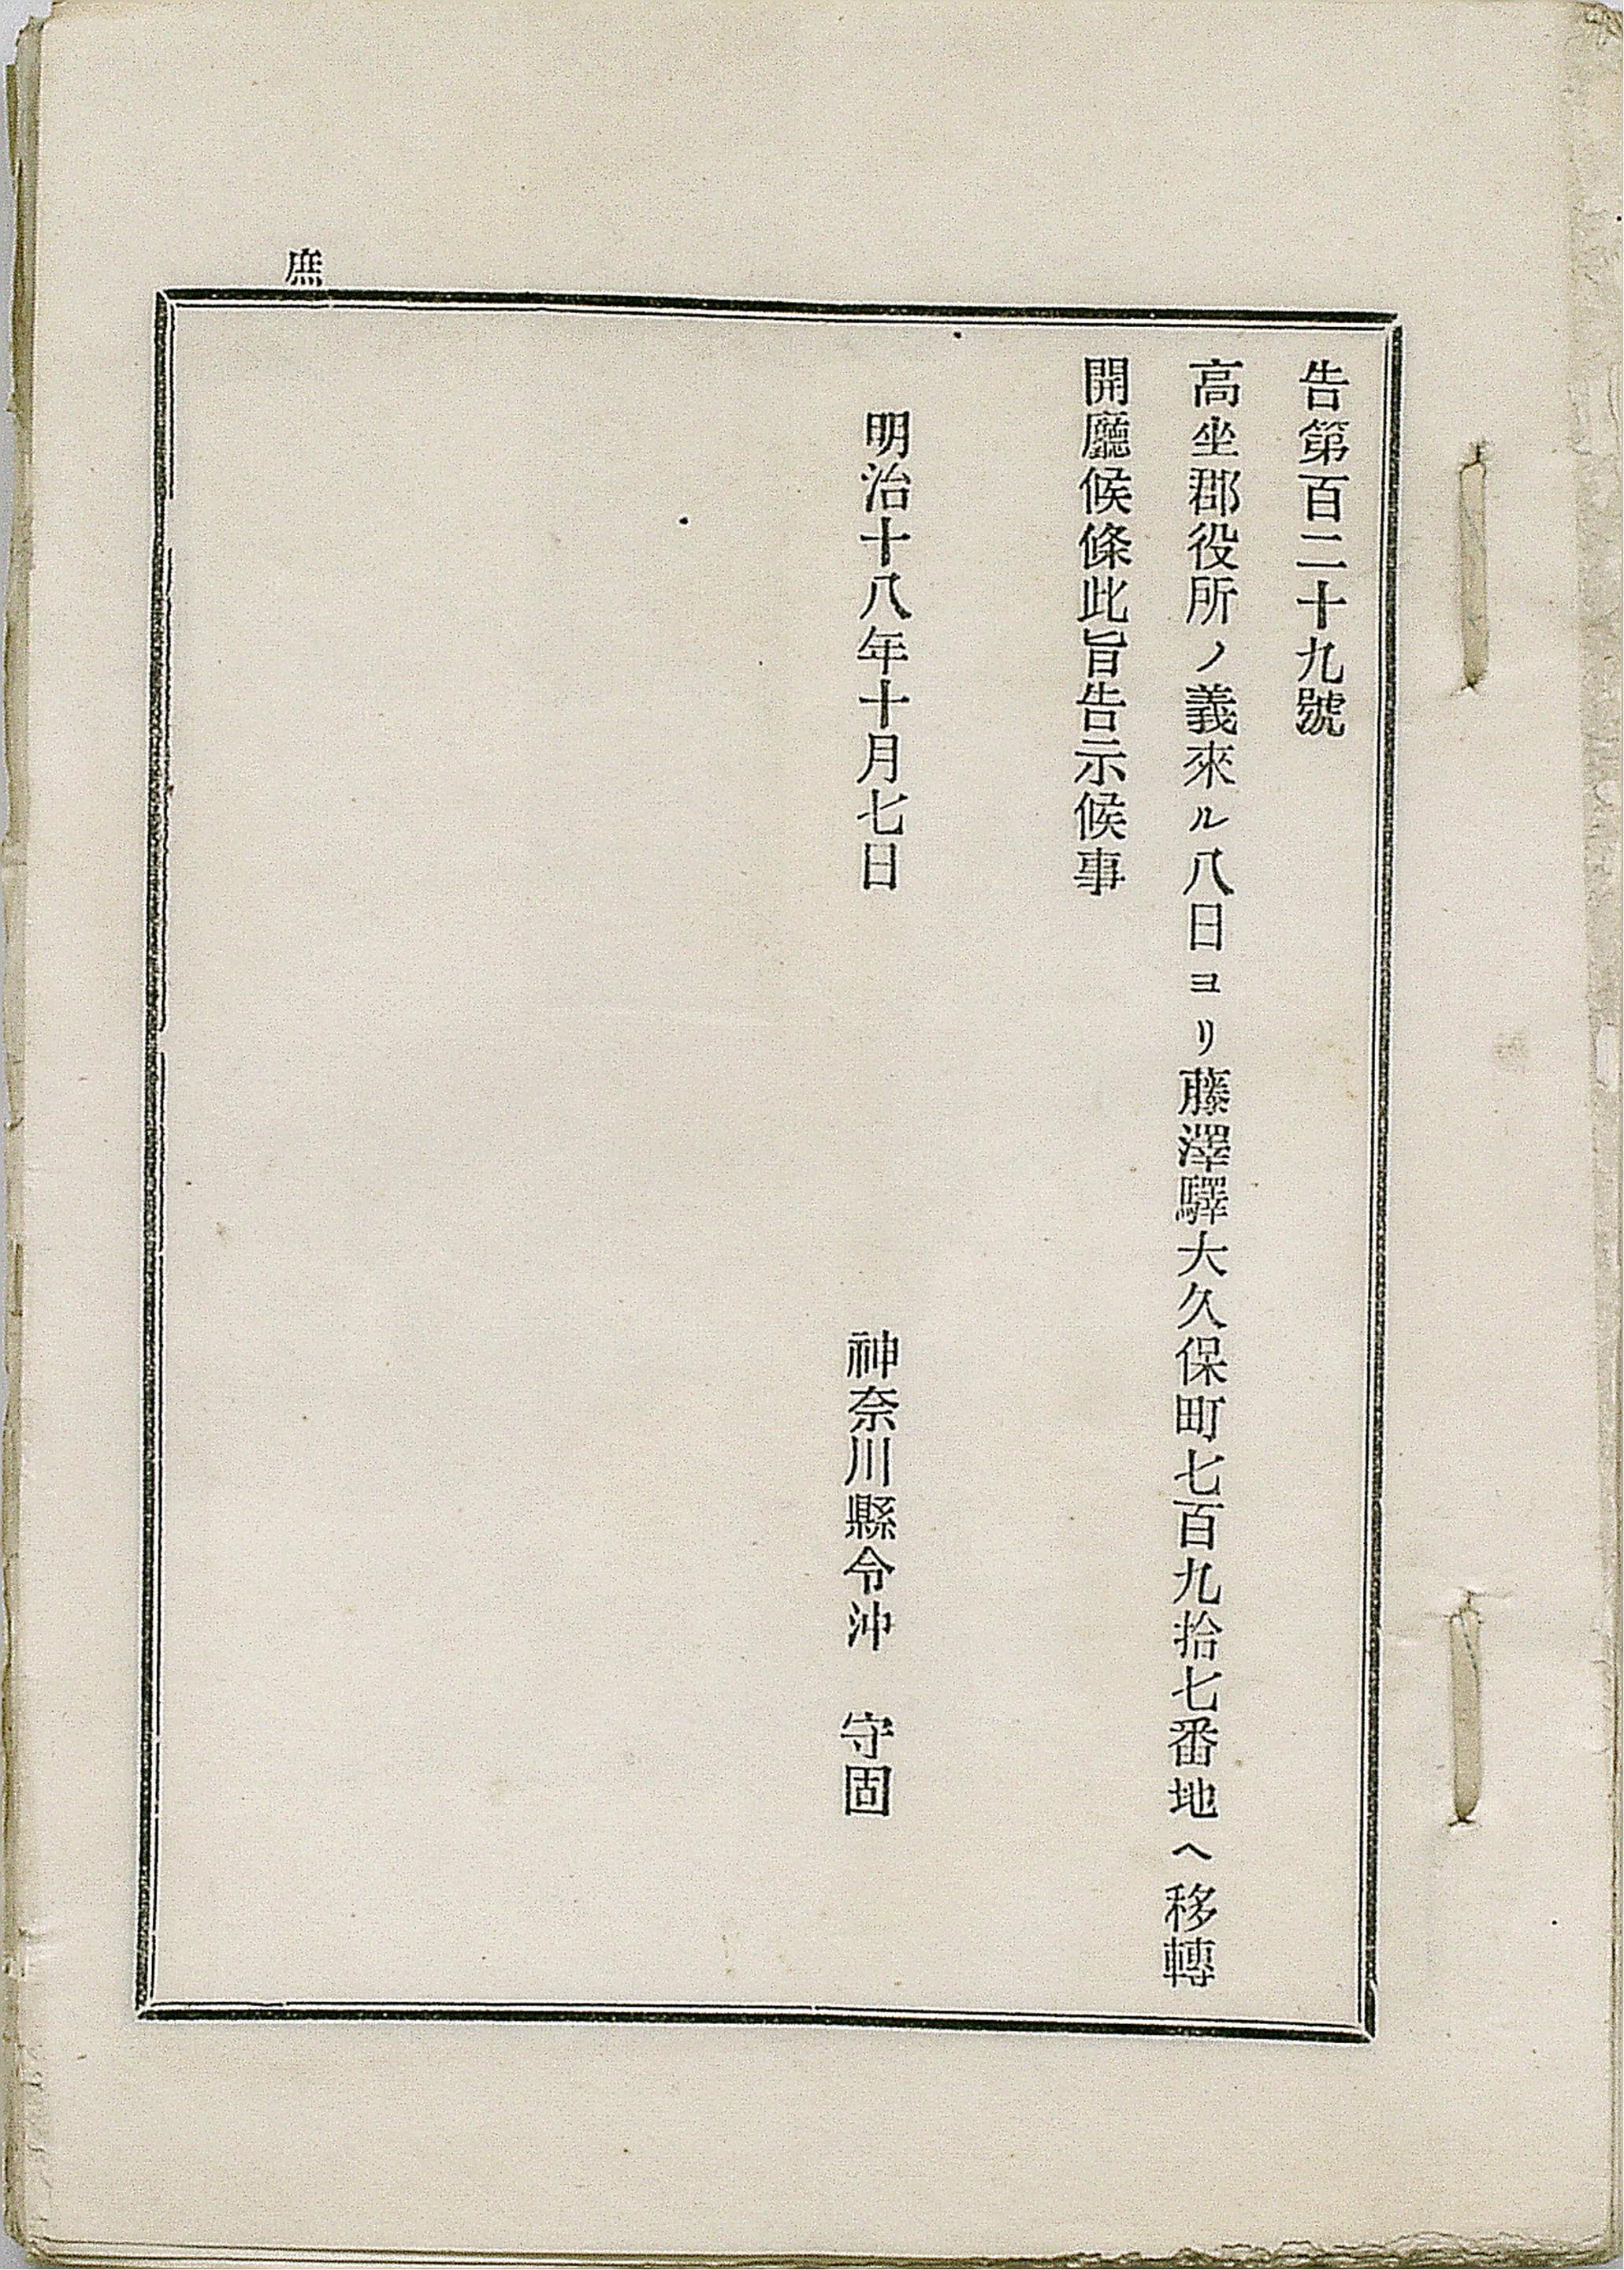 告第百二十九號
高坐郡役所ノ義來ル八日ヨリ藤澤驛大久保町七百九拾七番地ヘ移轉
開廳候條此旨告示候事
明治十八年十月七日
神奈川縣令沖　守固
庶